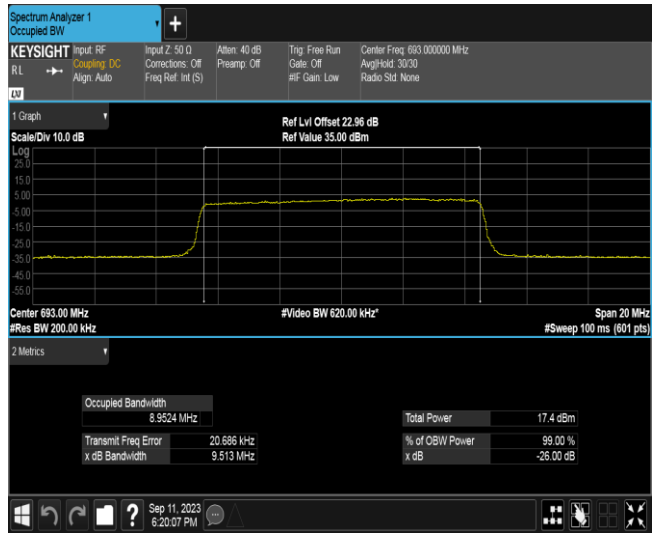 Spectrum Analyzer 1
Occupied BW
+
KEYSIGHT
RL
LXI
Input: RF
Coupling: DC
Align: Auto
Input Z: 50 Ω
Corrections: Off
Freq Ref: Int (S)
Atten: 40 dB
Preamp: Off
Trig: Free Run
Gate: Off
#IF Gain: Low
Center Freq: 693.000000 MHz
Avg|Hold: 30/30
Radio Std: None
1 Graph
Scale/Div 10.0 dB
Ref Lvl Offset 22.96 dB
Ref Value 35.00 dBm
Log
25.0
15.0
5.00
-5.00
-15.0
-25.0
-35.0
-45.0
-55.0
Center 693.00 MHz
#Res BW 200.00 kHz
#Video BW 620.00 kHz*
Span 20 MHz
#Sweep 100 ms (601 pts)
2 Metrics
Occupied Bandwidth
8.9524 MHz
Transmit Freq Error 20.686 kHz
x dB Bandwidth 9.513 MHz
Total Power 17.4 dBm
% of OBW Power 99.00 %
x dB -26.00 dB
?
Sep 11, 2023
6:20:07 PM